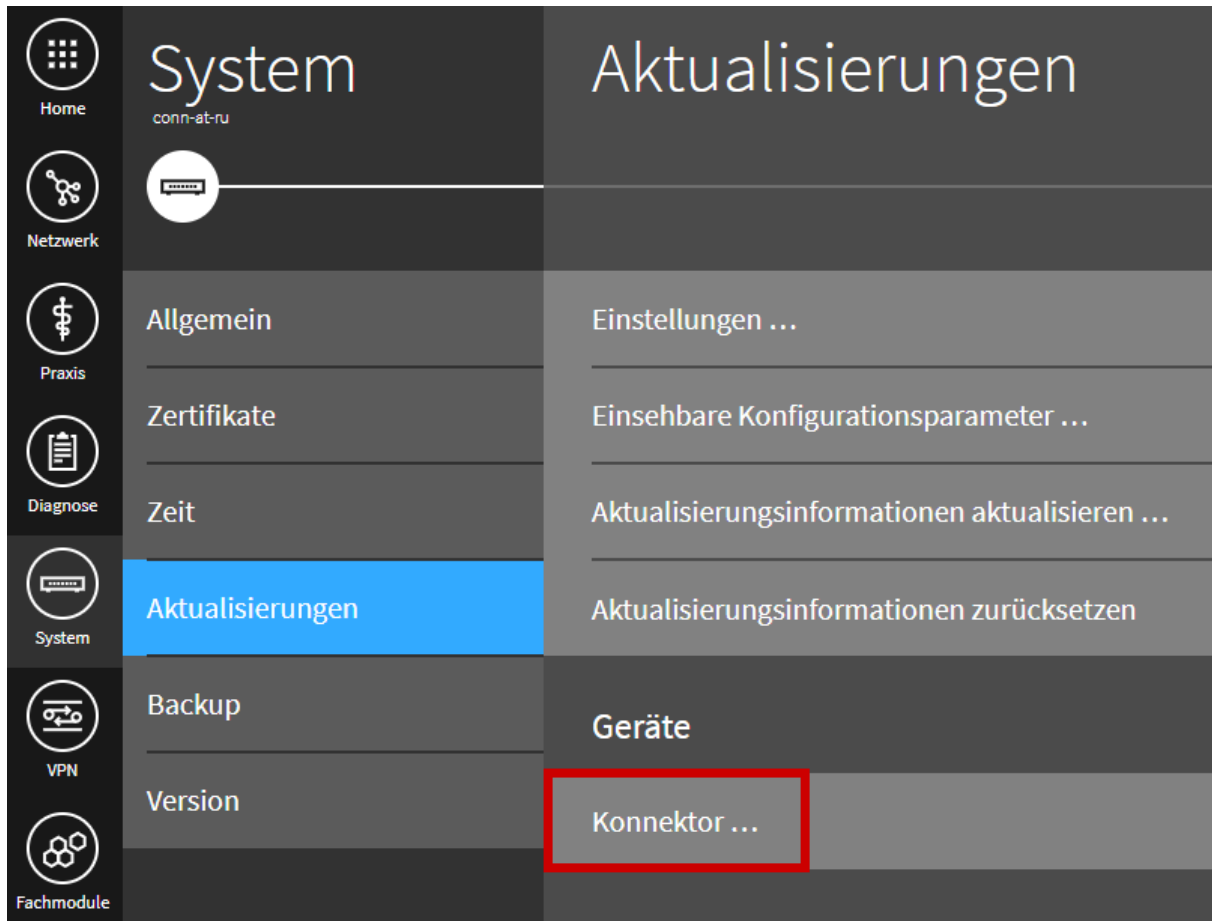 Home
Netzwerk
Praxis
Diagnose
System
VPN
Fachmodule
System
conn-at-ru
Allgemein
Zertifikate
Zeit
Aktualisierungen
Backup
Version
Aktualisierungen
Einstellungen …
Einsehbare Konfigurationsparameter …
Aktualisierungsinformationen aktualisieren …
Aktualisierungsinformationen zurücksetzen
Geräte
Konnektor …